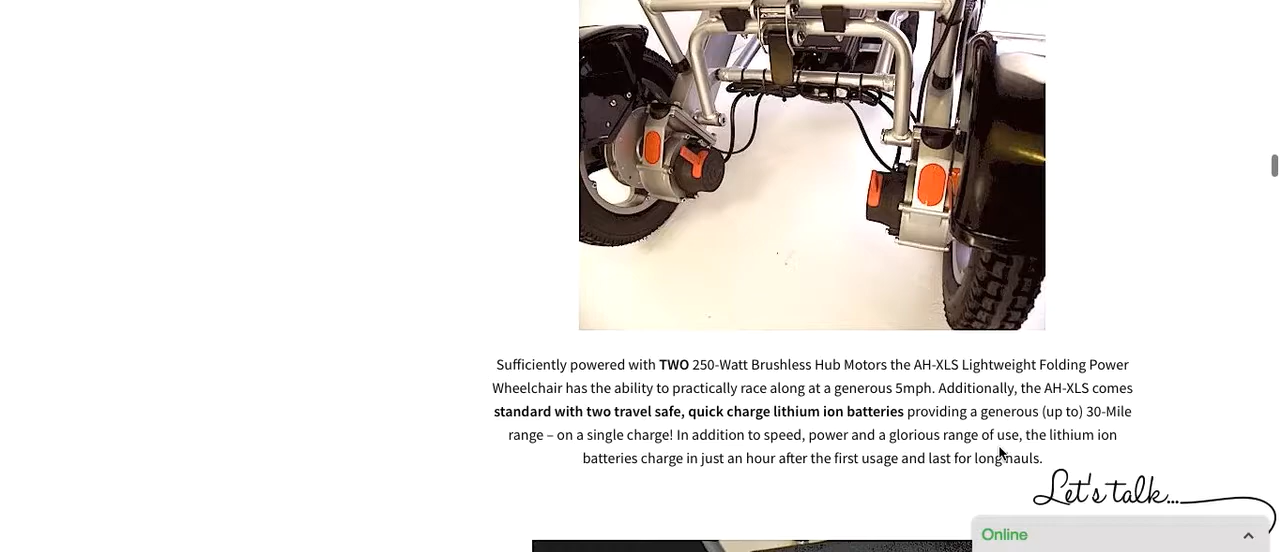 Sufficiently powered with TWO 250-Watt Brushless Hub Motors the AH-XLS Lightweight Folding Power
Wheelchair has the ability to practically race along at a generous 5mph. Additionally, the AH-XLS comes
standard with two travel safe, quick charge lithium ion batteries providing a generous (up to) 30-Mile
range – on a single charge! In addition to speed, power and a glorious range of use, the lithium ion
batteries charge in just an hour after the first usage and last for long hauls.
Let's talk...
Online